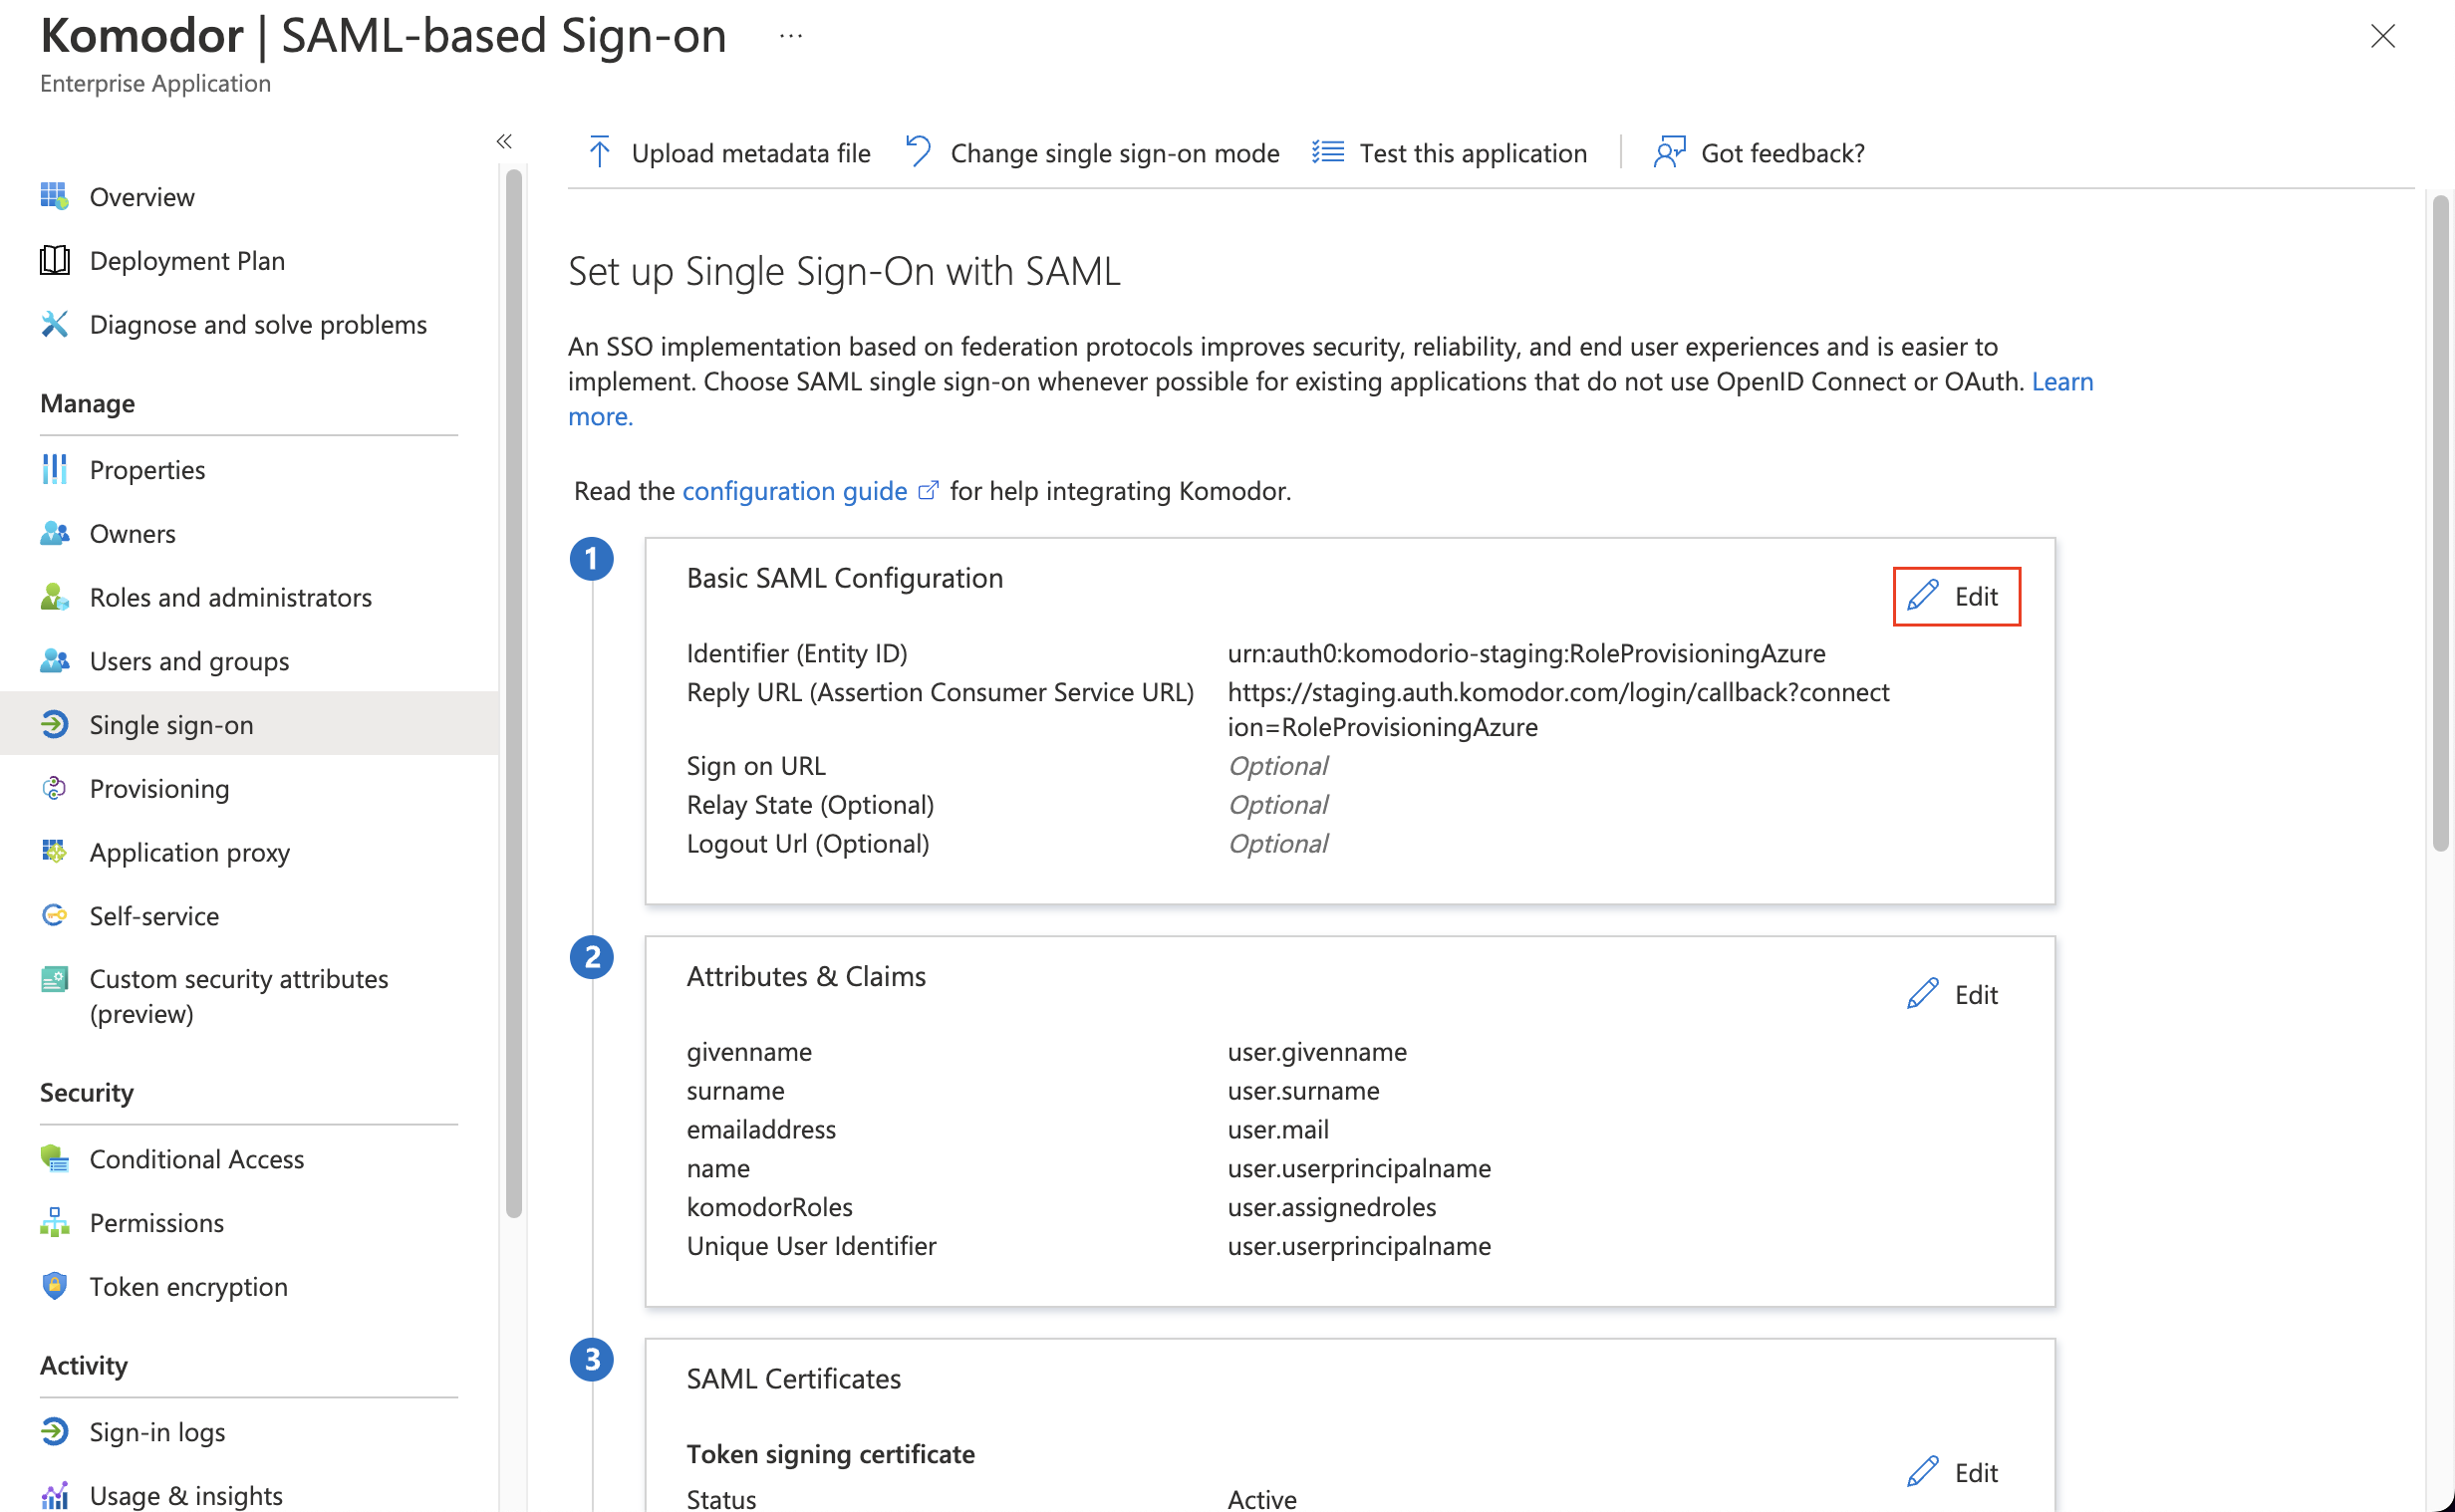 Komodor | SAML-based Sign-on ...
Enterprise Application
Overview
Deployment Plan
Diagnose and solve problems
Manage
Properties
Owners
Roles and administrators
Users and groups
Single sign-on
Provisioning
Application proxy
Self-service
Custom security attributes
(preview)
Security
Conditional Access
Permissions
Token encryption
Activity
Sign-in logs
Usage & insights
Upload metadata file Change single sign-on mode Test this application Got feedback?
Set up Single Sign-On with SAML
An SSO implementation based on federation protocols improves security, reliability, and end user experiences and is easier to
implement. Choose SAML single sign-on whenever possible for existing applications that do not use OpenID Connect or OAuth. Learn
more.
Read the configuration guide for help integrating Komodor.
1
Basic SAML Configuration
Edit
Identifier (Entity ID) urn:auth0:komodorio-staging:RoleProvisioningAzure
Reply URL (Assertion Consumer Service URL) https://staging.auth.komodor.com/login/callback?connect
ion=RoleProvisioningAzure
Sign on URL Optional
Relay State (Optional) Optional
Logout Url (Optional) Optional
2
Attributes & Claims
Edit
givenname user.givenname
surname user.surname
emailaddress user.mail
name user.userprincipalname
komodorRoles user.assignedroles
Unique User Identifier user.userprincipalname
3
SAML Certificates
Token signing certificate
Edit
Status Active